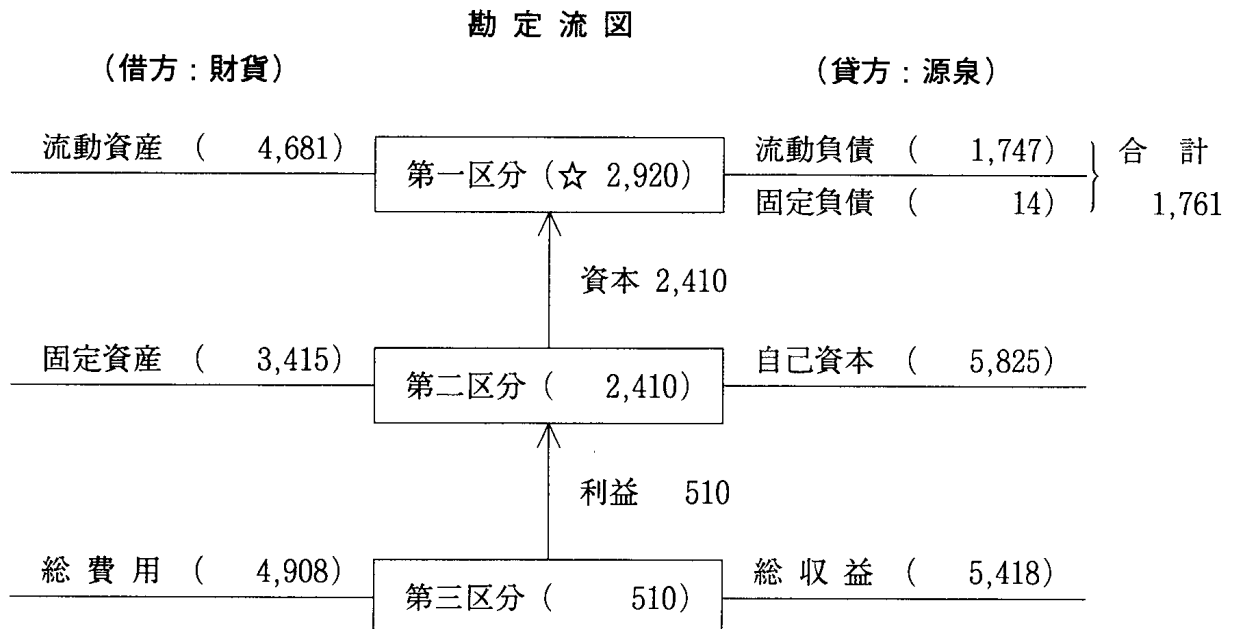 勘定流図
（借方：財貨） （貸方：源泉）
流動資産 （ 4,681） 第一区分（☆ 2,920） 流動負債 （ 1,747） 合計
固定負債 （ 14） 1,761
資本 2,410
固定資産 （ 3,415） 第二区分（ 2,410） 自己資本 （ 5,825）
利益 510
総費用 （ 4,908） 第三区分（ 510） 総収益 （ 5,418）